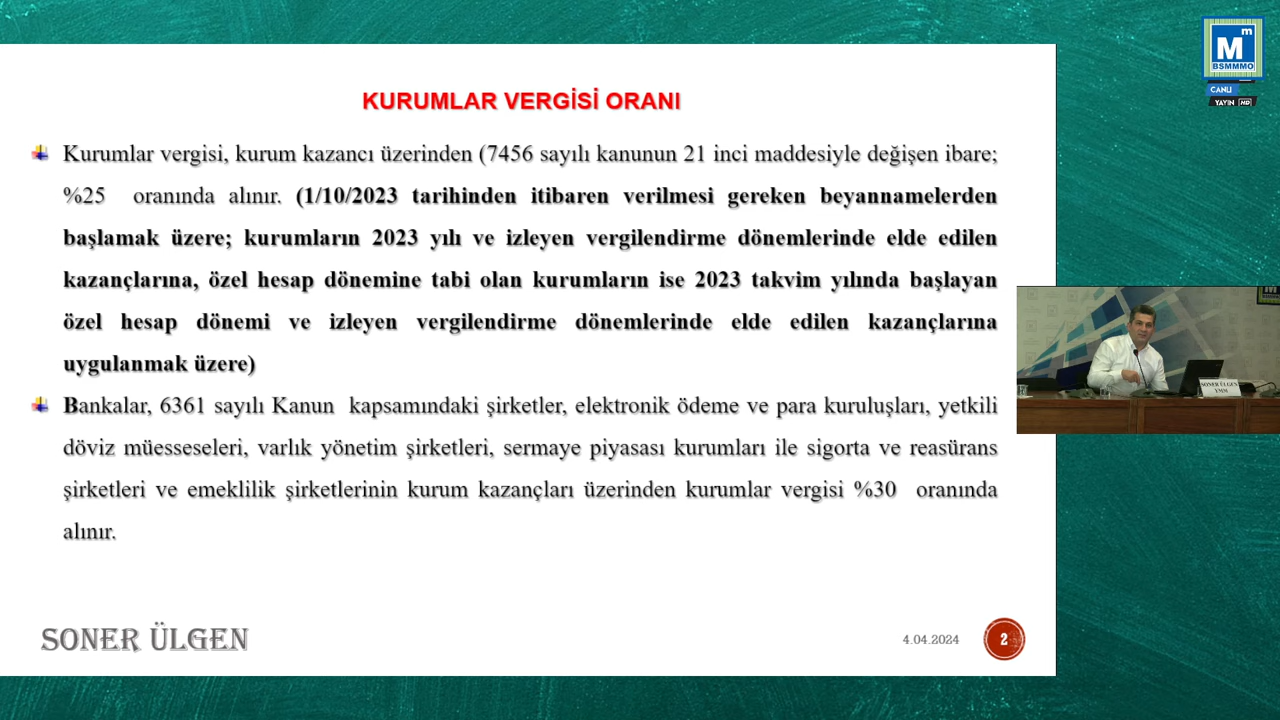 KURUMLAR VERGİSİ ORANI
Kurumlar vergisi, kurum kazancı üzerinden (7456 sayılı kanunun 21 inci maddesiyle değişen ibare;
%25 oranında alınır. (1/10/2023 tarihinden itibaren verilmesi gereken beyannamelerden
başlamak üzere; kurumların 2023 yılı ve izleyen vergilendirme dönemlerinde elde edilen
kazançlarına, özel hesap dönemine tabi olan kurumların ise 2023 takvim yılında başlayan
özel hesap dönemi ve izleyen vergilendirme dönemlerinde elde edilen kazançlarına
uygulanmak üzere)
Bankalar, 6361 sayılı Kanun kapsamındaki şirketler, elektronik ödeme ve para kuruluşları, yetkili
döviz müesseseleri, varlık yönetim şirketleri, sermaye piyasası kurumları ile sigorta ve reasürans
şirketleri ve emeklilik şirketlerinin kurum kazançları üzerinden kurumlar vergisi %30 oranında
alınır.
SONER ÜLGEN
4.04.2024
2
Mm
BSMMMO
CANLI
YAYIN HD
SONER ÜLGEN
YMM